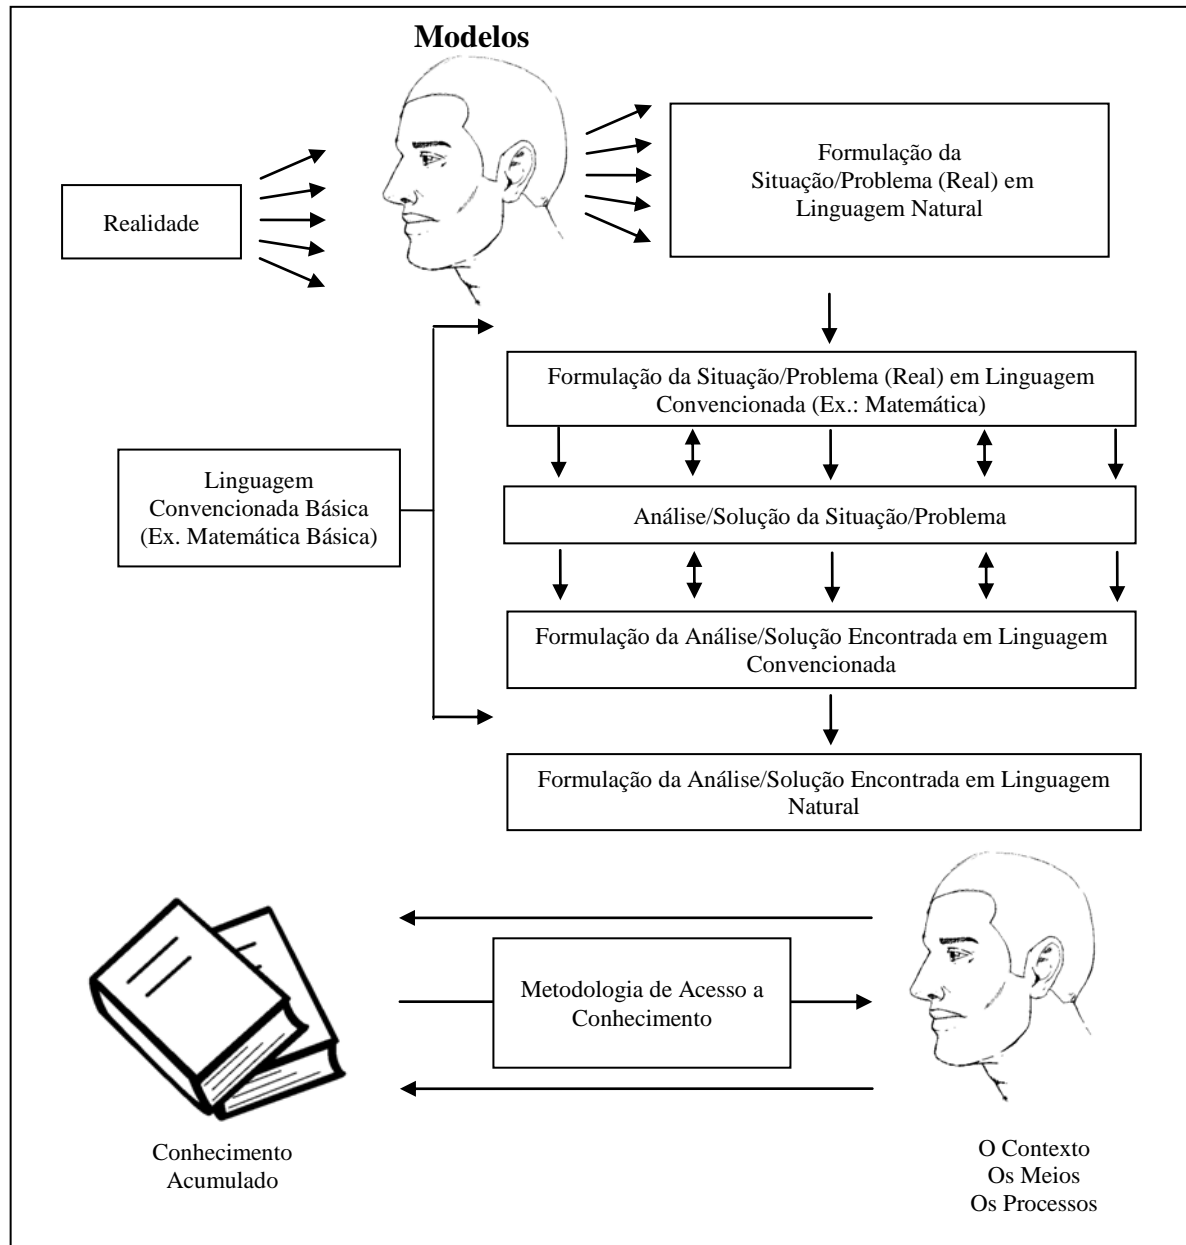 Modelos
Realidade
Formulação da
Situação/Problema (Real) em
Linguagem Natural
Formulação da Situação/Problema (Real) em Linguagem
Convencionada (Ex.: Matemática)
Linguagem
Convencionada Básica
(Ex. Matemática Básica)
Análise/Solução da Situação/Problema
Formulação da Análise/Solução Encontrada em Linguagem
Convencionada
Formulação da Análise/Solução Encontrada em Linguagem
Natural
Metodologia de Acesso a
Conhecimento
Conhecimento
Acumulado
O Contexto
Os Meios
Os Processos